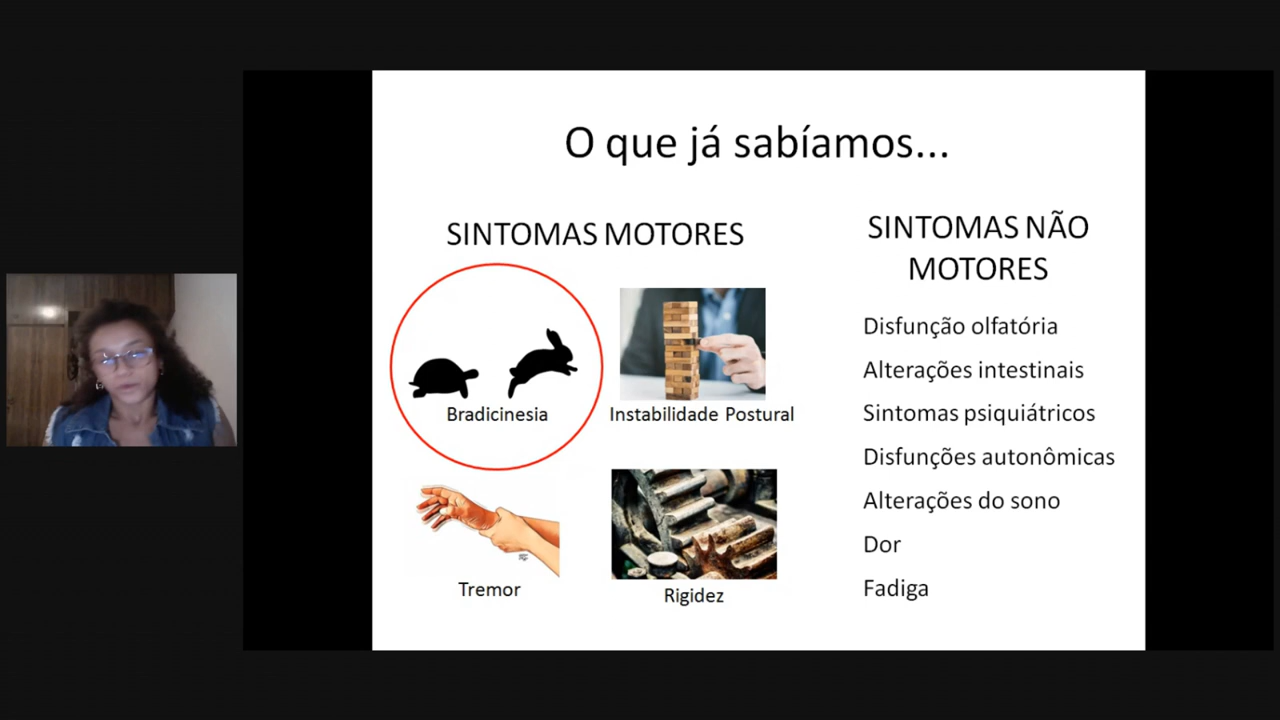 O que já sabíamos...
SINTOMAS MOTORES
Bradicinesia
Instabilidade Postural
Tremor
Rigidez
SINTOMAS NÃO
MOTORES
Disfunção olfatória
Alterações intestinais
Sintomas psiquiátricos
Disfunções autonômicas
Alterações do sono
Dor
Fadiga